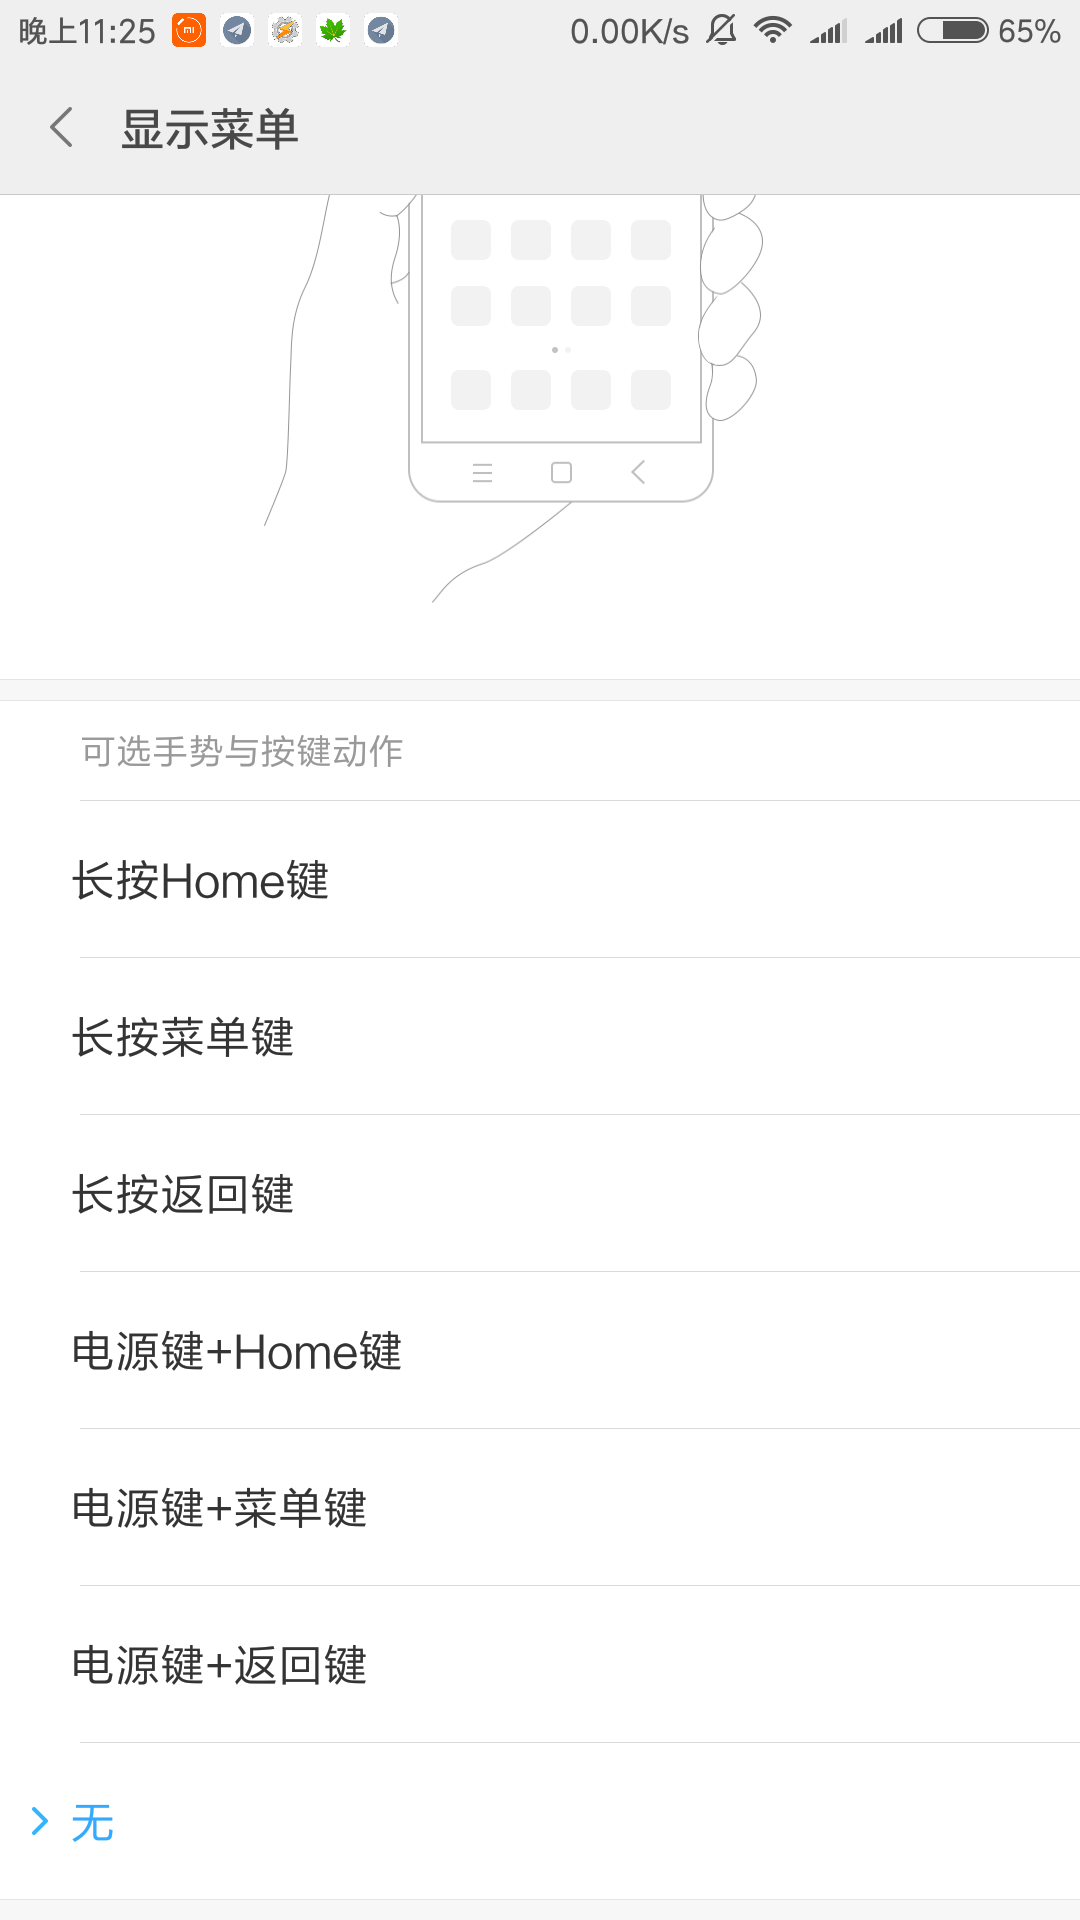 晚上11:25 0.00K/s 65%
显示菜单
可选手势与按键动作
长按Home键
长按菜单键
长按返回键
电源键+Home键
电源键+菜单键
电源键+返回键
无